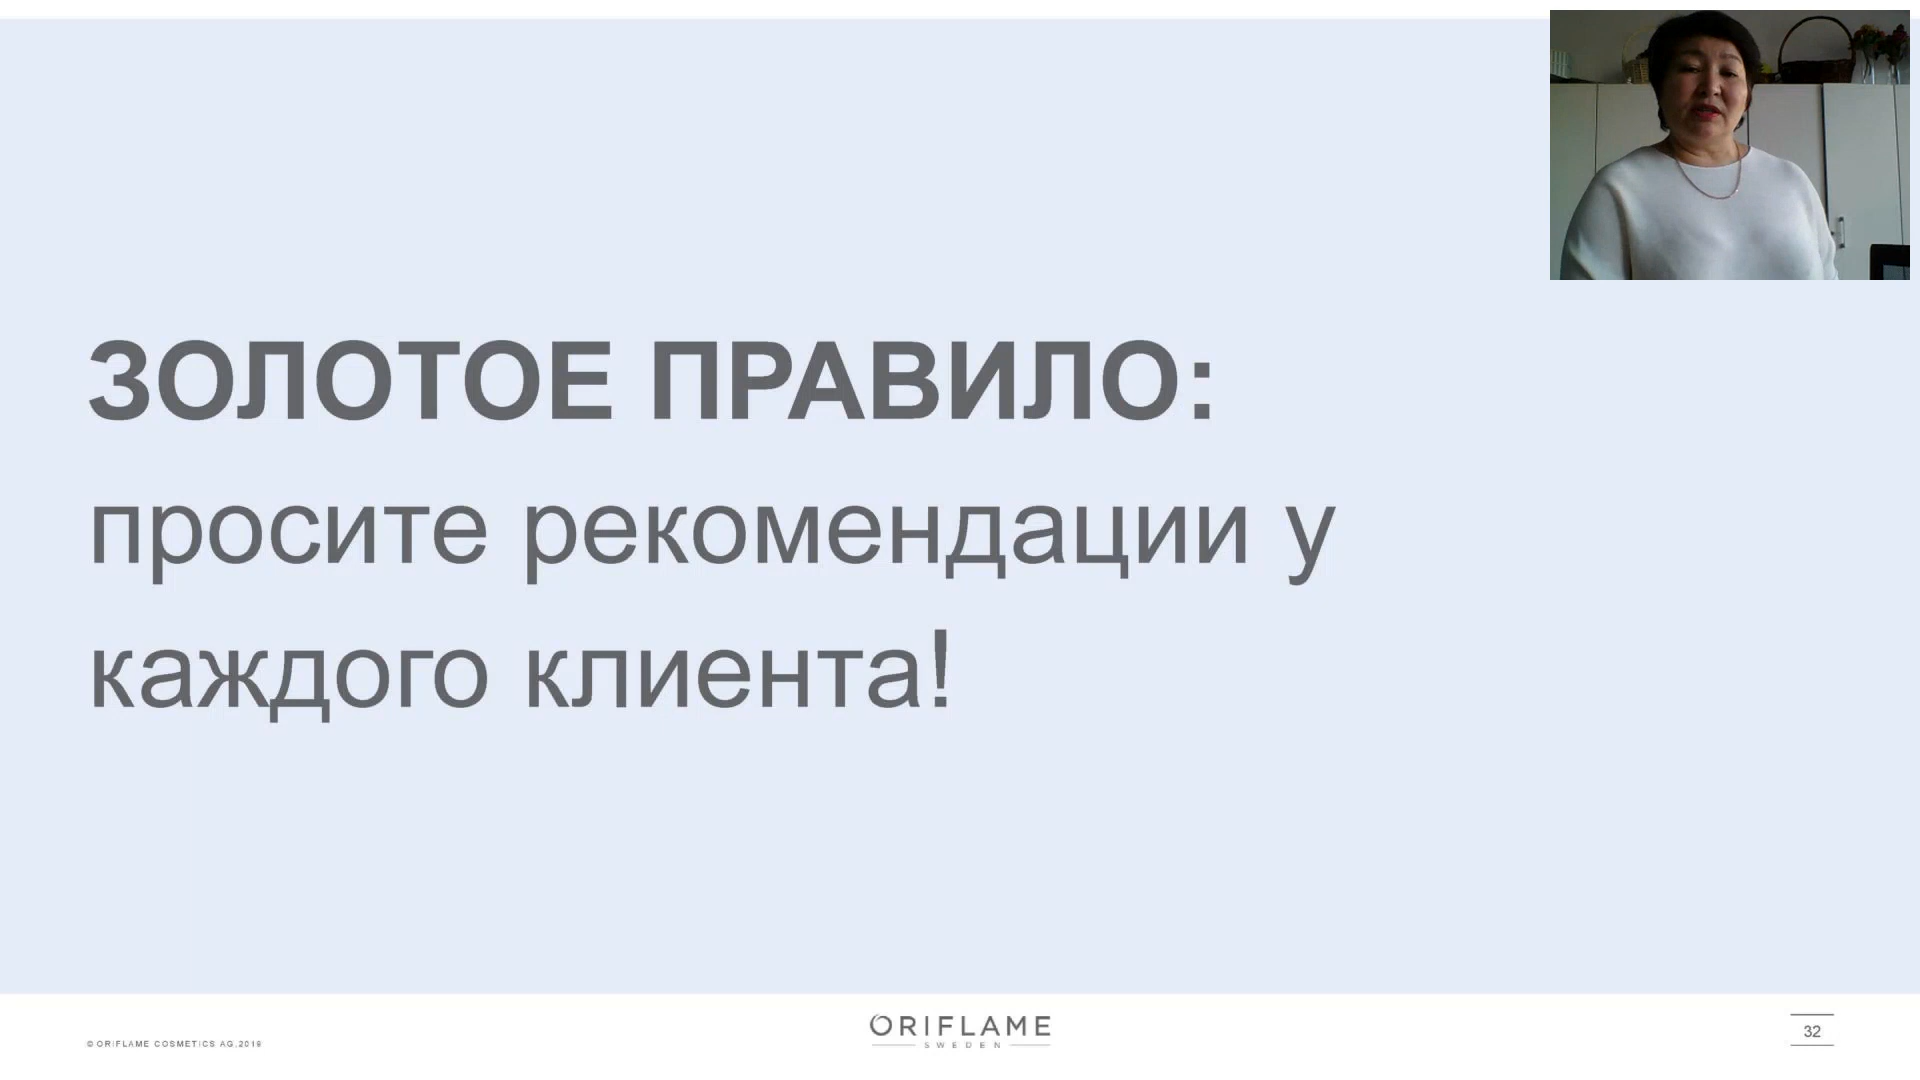 ЗОЛОТОЕ ПРАВИЛО:
просите рекомендации у
каждого клиента!
© ORIFLAME COSMETICS AG, 2019
ORIFLAME
SWEDEN
32